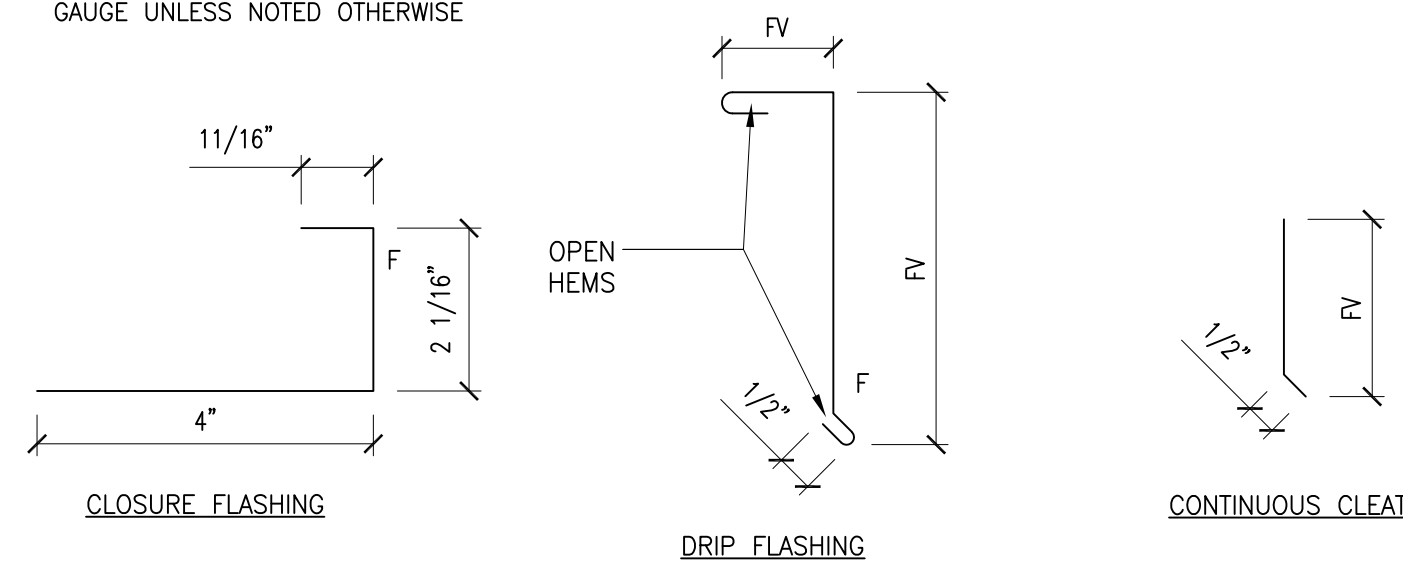 GAUGE UNLESS NOTED OTHERWISE
11/16”
F
2 1/16”
4”
CLOSURE FLASHING
FV
OPEN
HEMS
FV
F
1/2”
DRIP FLASHING
1/2”
FV
CONTINUOUS CLEAT